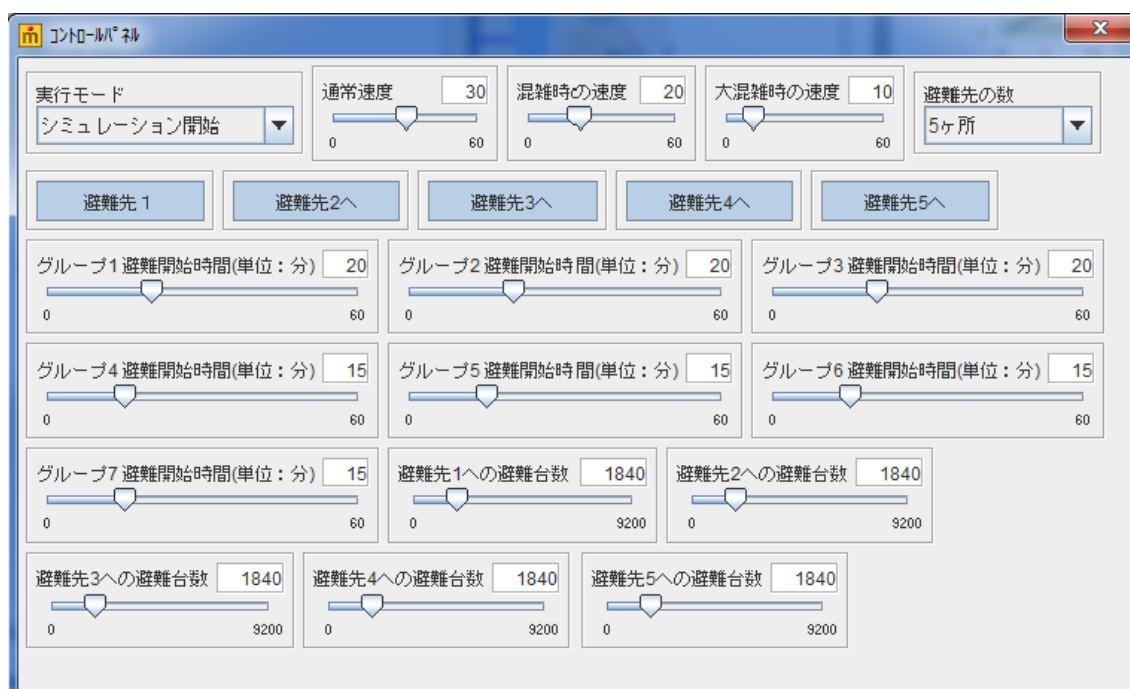 コントロールパネル
X
実行モード
シミュレーション開始
通常速度 30
0 60
混雑時の速度 20
0 60
大混雑時の速度 10
0 60
避難先の数
5ヶ所
避難先1
避難先2へ
避難先3へ
避難先4へ
避難先5へ
グループ1 避難開始時間(単位:分) 20
0 60
グループ2 避難開始時間(単位:分) 20
0 60
グループ3 避難開始時間(単位:分) 20
0 60
グループ4 避難開始時間(単位:分) 15
0 60
グループ5 避難開始時間(単位:分) 15
0 60
グループ6 避難開始時間(単位:分) 15
0 60
グループ7 避難開始時間(単位:分) 15
0 60
避難先1への避難台数 1840
0 9200
避難先2への避難台数 1840
0 9200
避難先3への避難台数 1840
0 9200
避難先4への避難台数 1840
0 9200
避難先5への避難台数 1840
0 9200